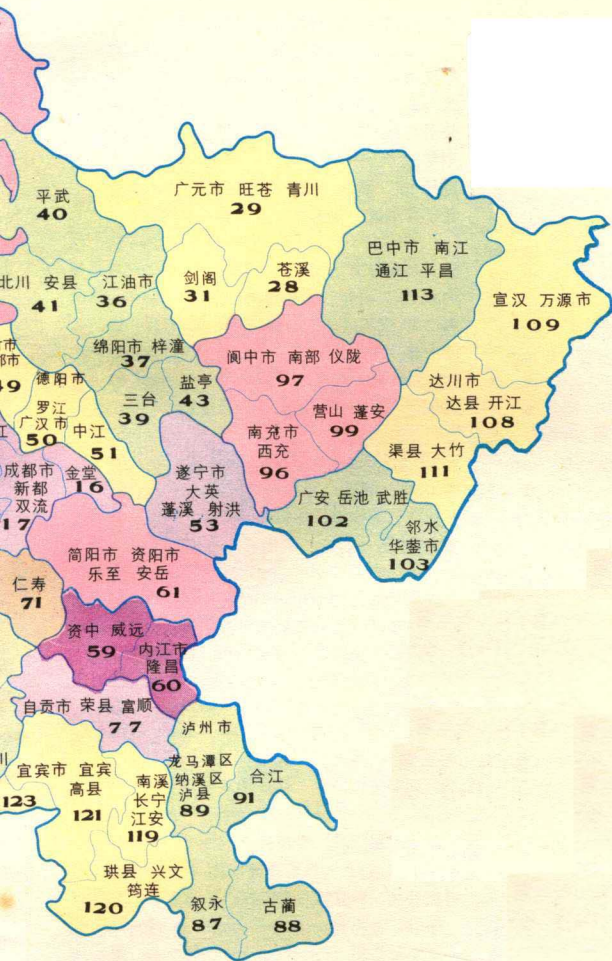 平武
40
广元市 旺苍 青川
29
巴中市 南江
通江 平昌
113
宣汉 万源市
109
北川 安县
41
江油市
36
剑阁
31
苍溪
28
绵阳市 梓潼
37
阆中市 南部 仪陇
97
德阳市
罗江
广汉市
50
中江
51
三台
39
盐亭
43
营山 蓬安
99
南充市
西充
96
达川市
达县 开江
108
渠县 大竹
111
成都市
新都
双流
17
金堂
16
遂宁市
大英
蓬溪 射洪
53
广安 岳池 武胜
102
邻水
华蓥市
103
简阳市 资阳市
乐至 安岳
61
仁寿
71
资中 威远
59
内江市
隆昌
60
自贡市 荣县 富顺
77
泸州市
龙马潭区
纳溪区
泸县
89
合江
91
宜宾市 宜宾
高县
121
123
南溪
长宁
江安
119
珙县 兴文
筠连
120
叙永
87
古蔺
88